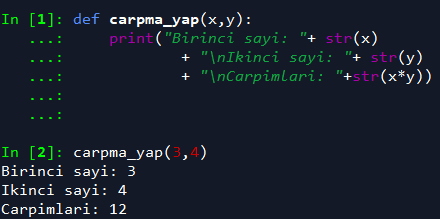 In [1]: def carpma_yap(x,y):
   ...:     print("Birinci sayi: "+ str(x)
   ...:             + "\nIkinci sayi: "+ str(y)
   ...:             + "\nCarpimlari: "+str(x*y))
   ...:
   ...:
In [2]: carpma_yap(3,4)
Birinci sayi: 3
Ikinci sayi: 4
Carpimlari: 12